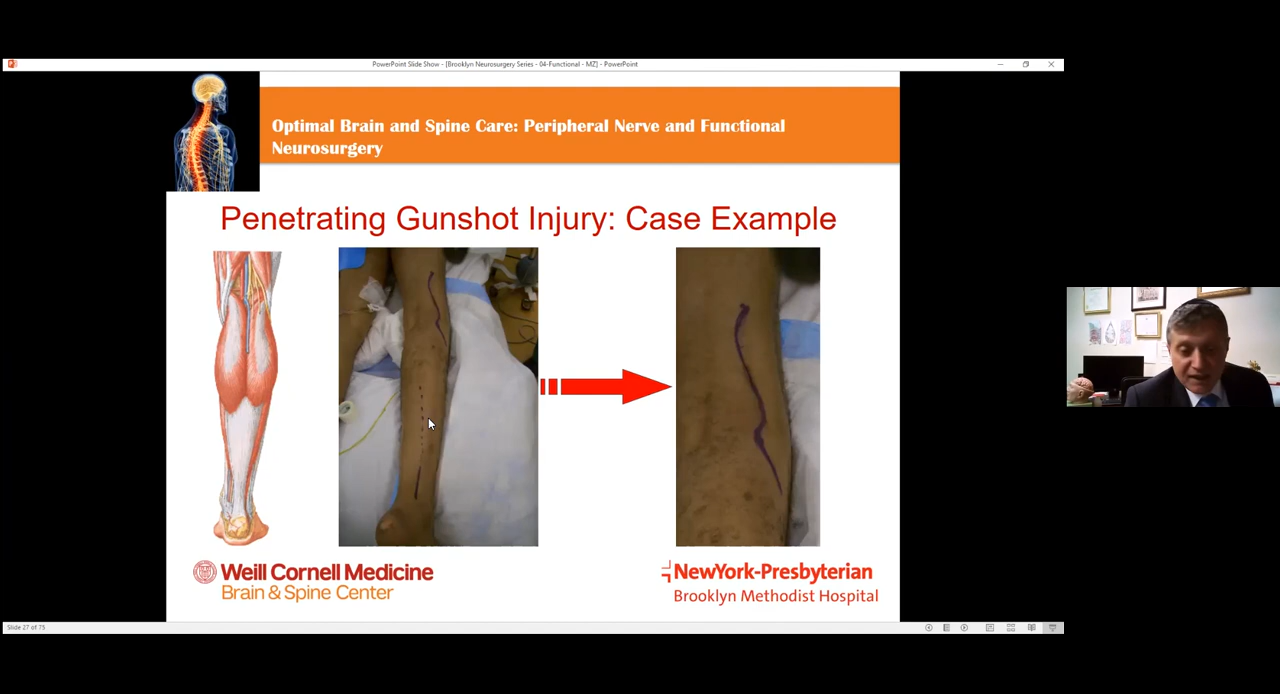 PowerPoint Slide Show - [Brooklyn Neurosurgery Series - 04-Functional - MZ] - PowerPoint
Optimal Brain and Spine Care: Peripheral Nerve and Functional
Neurosurgery
Penetrating Gunshot Injury: Case Example
Weill Cornell Medicine
Brain & Spine Center
NewYork-Presbyterian
Brooklyn Methodist Hospital
Slide 27 of 75